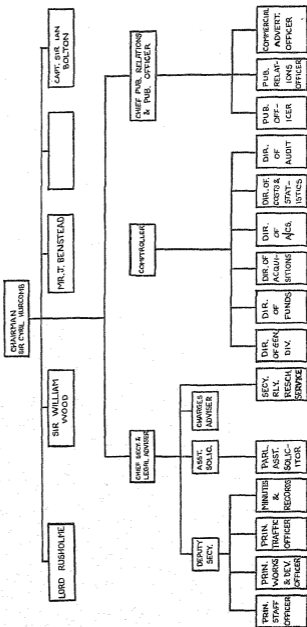 CHAIRMAN
SIR CYRIL HURCOMB
LORD RUSHOLME
SIR WILLIAM
WOOD
MR. J. BENSTEAD
CAPT. SIR IAN
BOLTON
CHIEF SECY &
LEGAL ADVISER
COMPTROLLER
CHIEF PUB. RELATIONS
& PUB. OFFICER
DEPUTY
SECY.
ASST.
SOLIC.
CHARGES
ADVISER
PRIN.
STAFF
OFFICER
PRIN.
WORKS
& DEV.
OFFICER
PRIN.
TRAFFIC
OFFICER
MINUTES
&
RECORDS
PARL.
ASST.
SOLIC-
ITOR
SECY.
RLY.
RESCH.
SERVICE
DIR.
OF GEN.
DIV.
DIR.
OF
FUNDS
DIR. OF
ACQUI-
SITIONS
DIR.
OF
A/CS.
DIR. OF
COSTS &
STAT-
ISTICS
DIR.
OF
AUDIT
PUB.
OFF-
ICER
PUB.
RELAT-
IONS
OFFICER
COMMERCIAL
ADVERT.
OFFICER